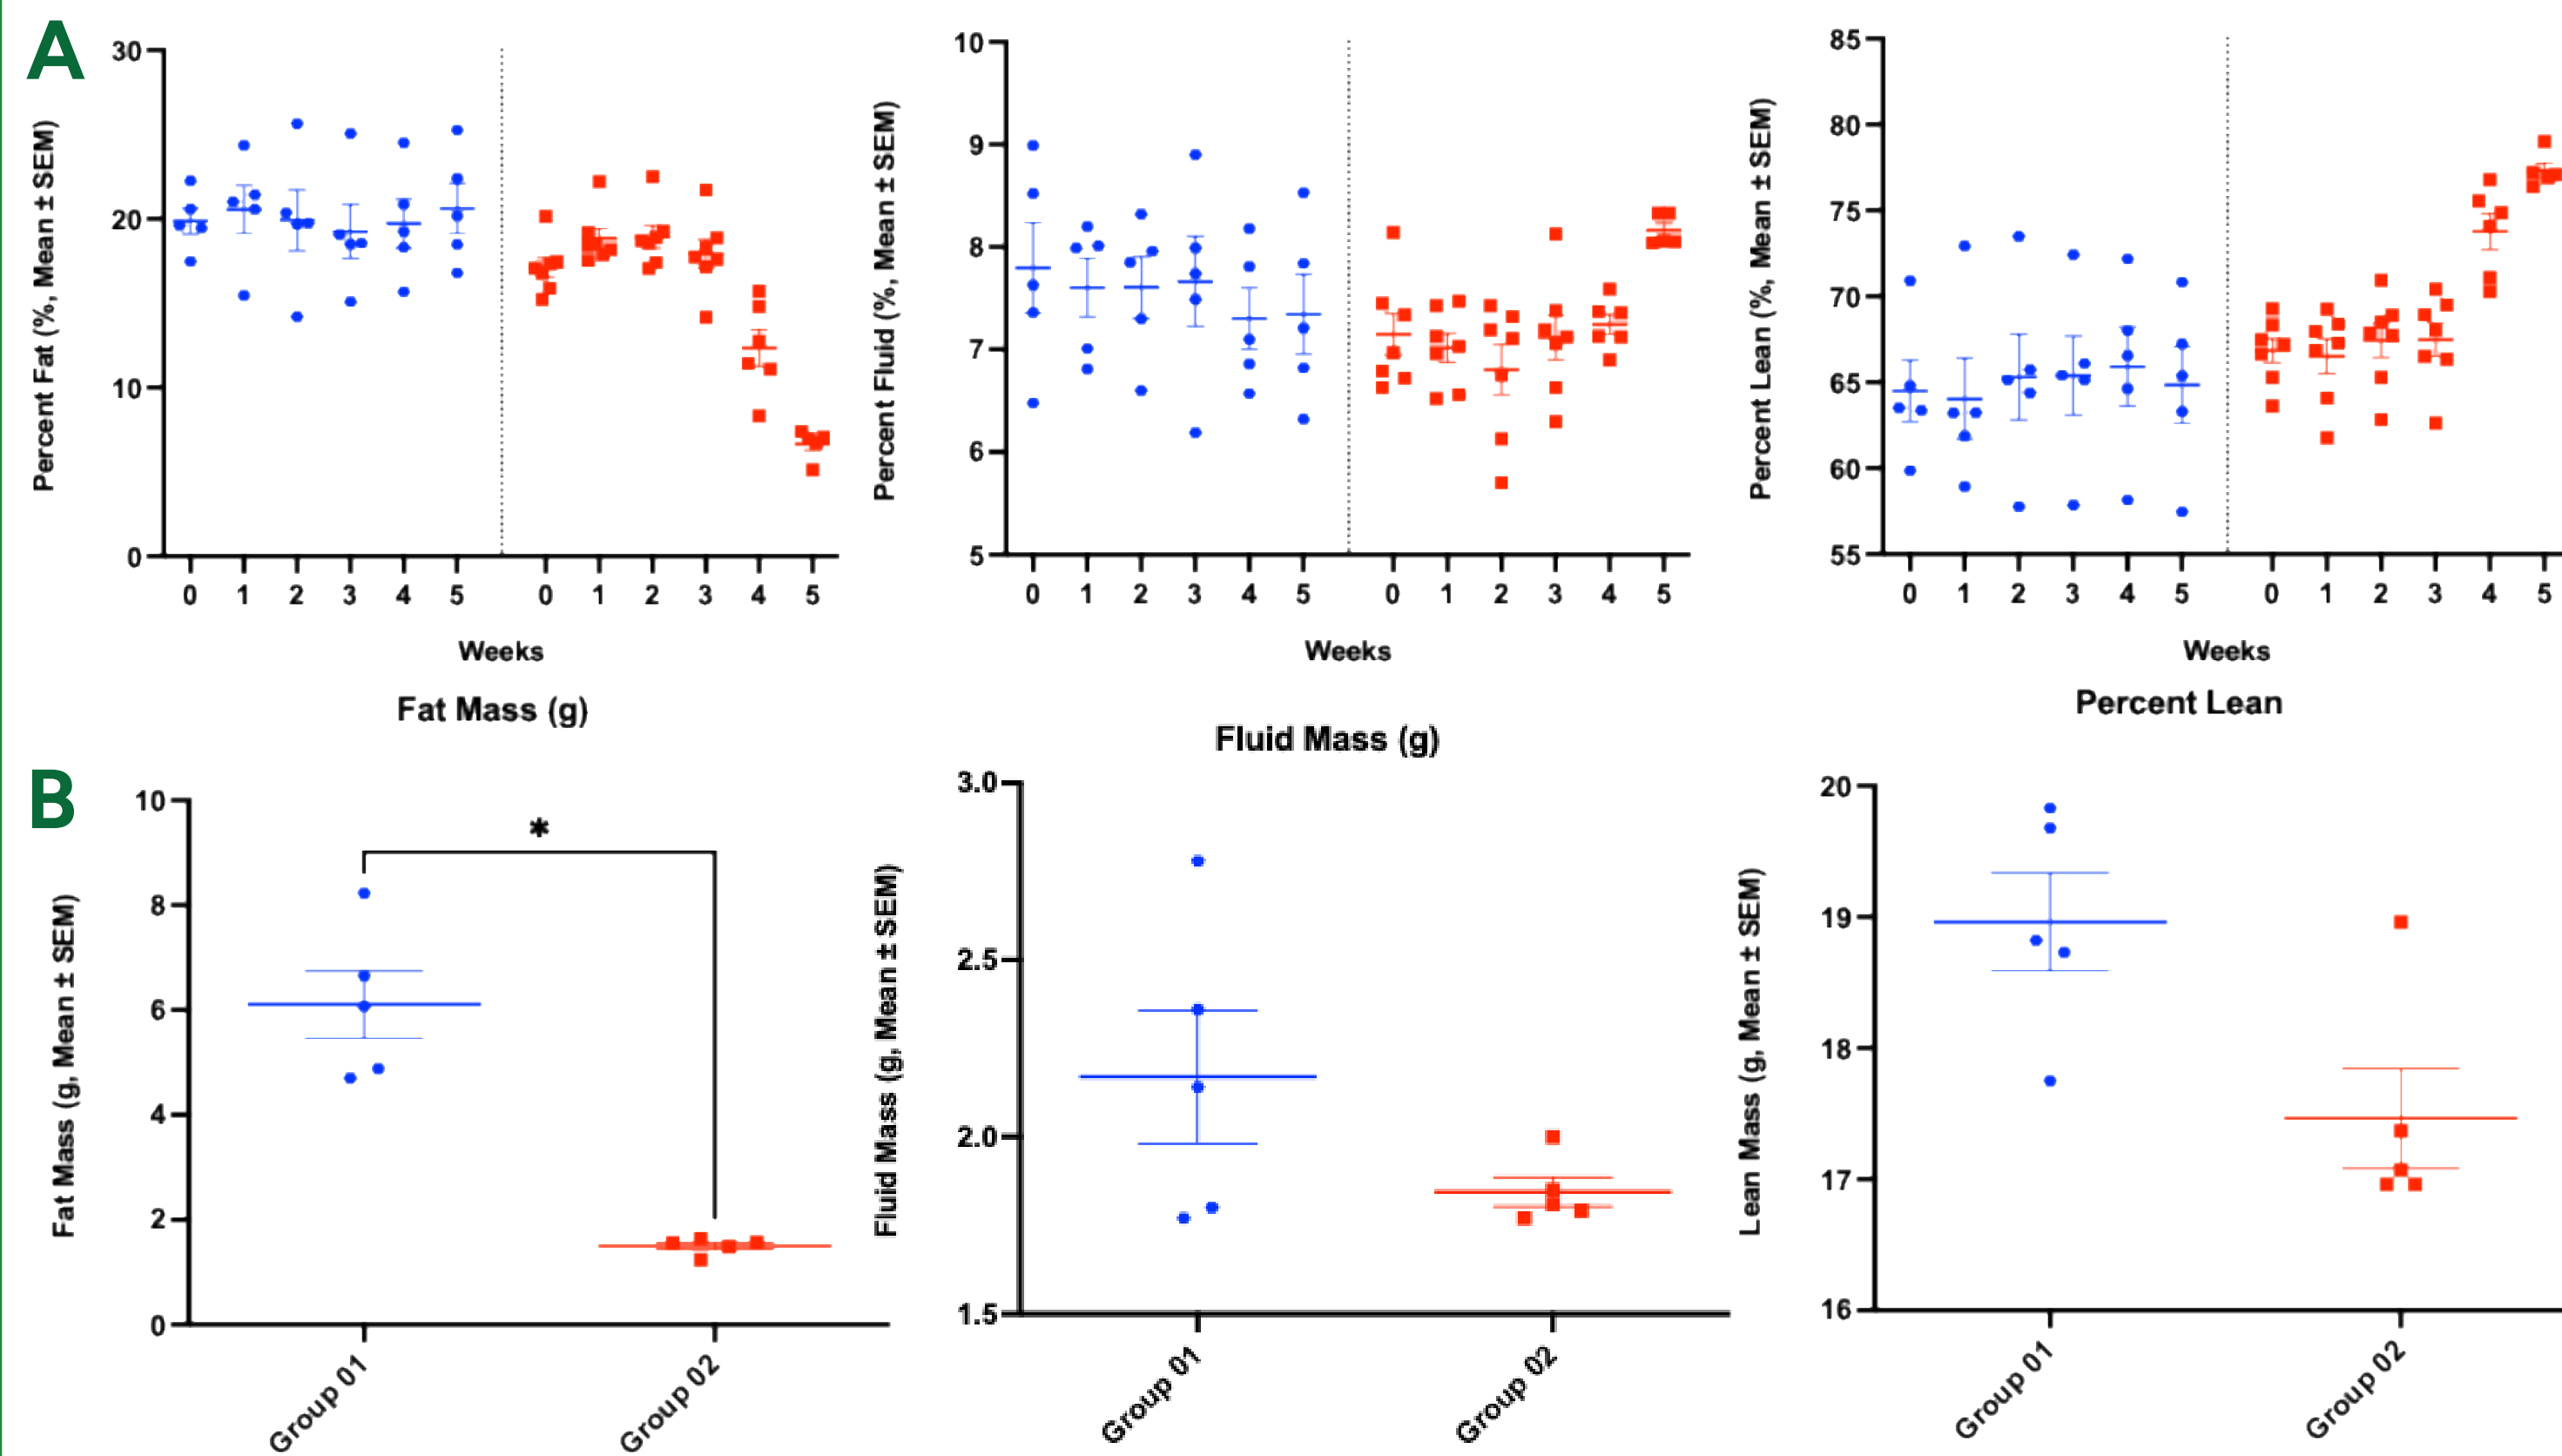 A
Percent Fat (%, Mean ± SEM)
30
20
10
0
0 1 2 3 4 5 0 1 2 3 4 5
Weeks
Percent Fluid (%, Mean ± SEM)
10
9
8
7
6
5
0 1 2 3 4 5 0 1 2 3 4 5
Weeks
Percent Lean (%, Mean ± SEM)
85
80
75
70
65
60
55
0 1 2 3 4 5 0 1 2 3 4 5
Weeks
B
Fat Mass (g)
Fat Mass (g, Mean ± SEM)
10
8
6
4
2
0
*
Group 01
Group 02
Fluid Mass (g)
Fluid Mass (g, Mean ± SEM)
3.0
2.5
2.0
1.5
Group 01
Group 02
Percent Lean
Lean Mass (g, Mean ± SEM)
20
19
18
17
16
Group 01
Group 02